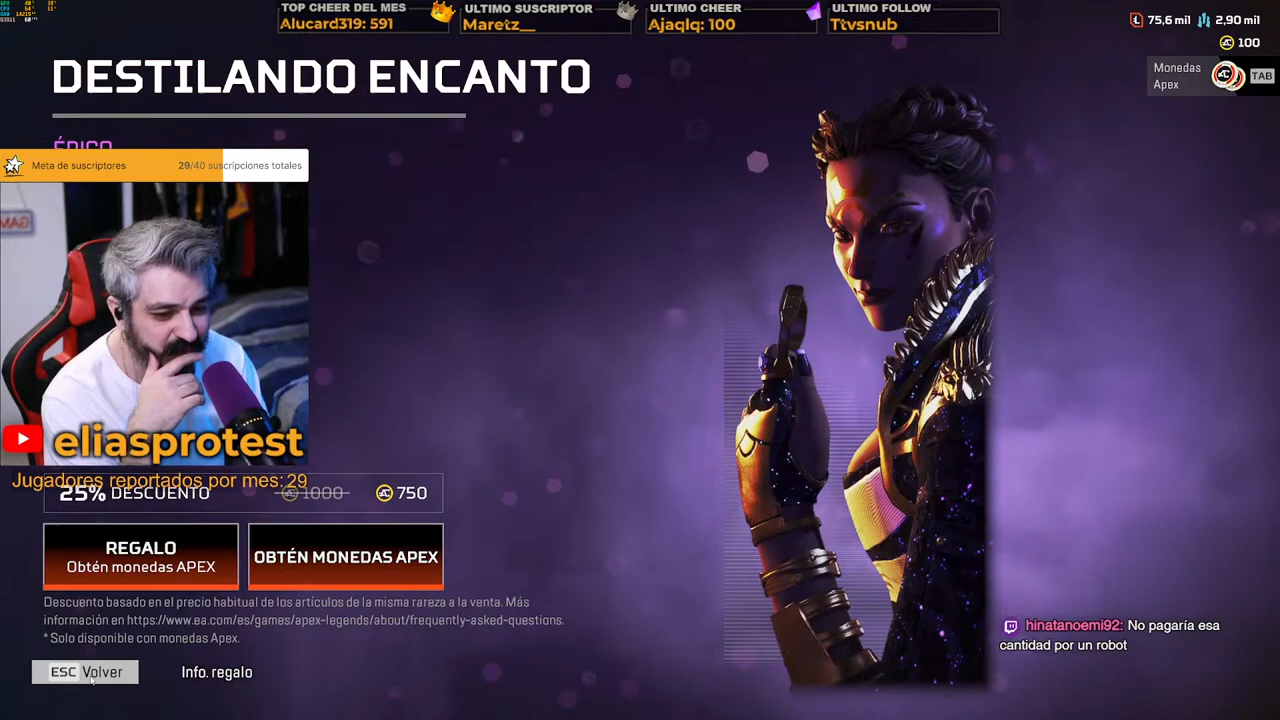 TOP CHEER DEL MES
Alucard319: 591
ULTIMO SUSCRIPTOR
Maretz__
ULTIMO CHEER
Ajaqlq: 100
ULTIMO FOLLOW
Ttvsnub
75,6 mil
2,90 mil
100
Monedas
Apex
TAB
DESTILANDO ENCANTO
ÉPICO
Meta de suscriptores
29/40 suscripciones totales
eliasprotest
Jugadores reportados por mes: 29
25% DESCUENTO
1000
750
REGALO
Obtén monedas APEX
OBTÉN MONEDAS APEX
Descuento basado en el precio habitual de los artículos de la misma rareza a la venta. Más
información en https://www.ea.com/es/games/apex-legends/about/frequently-asked-questions.
* Solo disponible con monedas Apex.
hinatanoemi92: No pagaría esa
cantidad por un robot
ESC Volver
Info. regalo